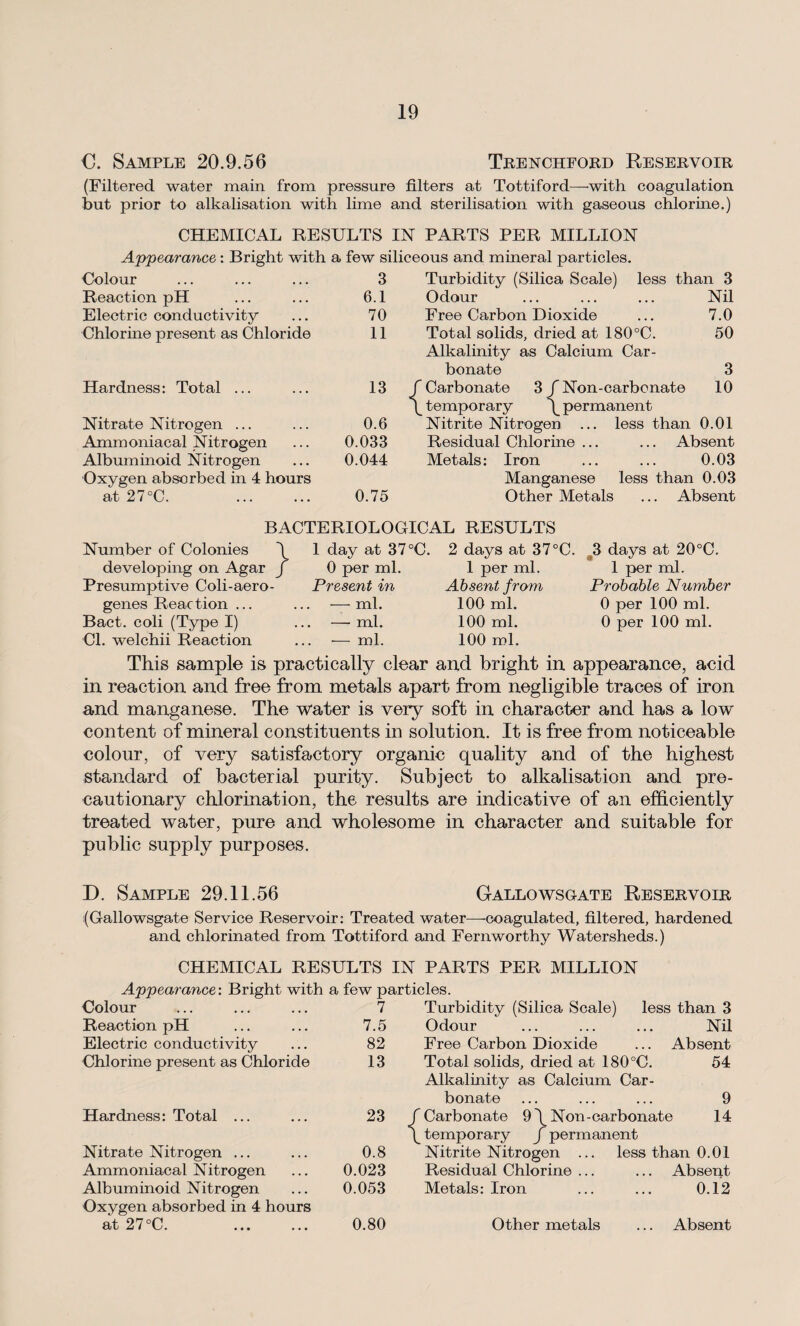 19
C. Sample 20.9.56 Trenchford Reservoir
(Filtered water main from pressure filters at Tottiford—with coagulation
but prior to alkalisation with lime and sterilisation with gaseous chlorine.)
CHEMICAL RESULTS IN PARTS PER MILLION
Appearance: Bright with a few siliceous and mineral particles.
Colour ... ... ... 3 Turbidity (Silica Scale) less than 3
Reaction pH ... ... 6.1 Odour ... ... ... Nil
Electric conductivity ... 70 Free Carbon Dioxide ... 7.0
Chlorine present as Chloride 11 Total solids, dried at 180°C. 50
Alkalinity as Calcium Car-
bonate 3
Hardness: Total ... ... 13 { Carbonate 3 { Non-carbonate 10
{ temporary { permanent
Nitrate Nitrogen ... ... 0.6 Nitrite Nitrogen ... less than 0.01
Ammoniacal Nitrogen ... 0.033 Residual Chlorine ... ... Absent
Albuminoid Nitrogen ... 0.044 Metals: Iron ... ... 0.03
Oxygen absorbed in 4 hours Manganese less than 0.03
at 27°C. ... ... 0.75 Other Metals ... Absent
BACTERIOLOGICAL RESULTS
Number of Colonies } 1 day at 37°C. 2 days at 37°C. 3 days at 20°C.
developing on Agar } 0 per ml. 1 per ml. 1 per ml.
Presumptive Coli-aero- Present in Absent from Probable Number
genes Reaction ... ... — ml. 100 ml. 0 per 100 ml.
Bact. coli (Type I) ... — ml. 100 ml. 0 per 100 ml.
Cl. welchii Reaction ... — ml. 100 ml.
This sample is practically clear and bright in appearance, acid
in reaction and free from metals apart from negligible traces of iron
and manganese. The water is very soft in character and has a low
content of mineral constituents in solution. It is free from noticeable
colour, of very satisfactory organic quality and of the highest
standard of bacterial purity. Subject to alkalisation and pre-
cautionary chlorination, the results are indicative of an efficiently
treated water, pure and wholesome in character and suitable for
public supply purposes.
D. Sample 29.11.56 Gallowsgate Reservoir
(Gallowsgate Service Reservoir: Treated water—coagulated, filtered, hardened
and chlorinated from Tottiford and Fernworthy Watersheds.)
CHEMICAL RESULTS IN PARTS PER MILLION
Appearance: Bright with a few particles.
Colour ... ... ... 7 Turbidity (Silica Scale) less than 3
Reaction pH ... ... 7.5 Odour ... ... ... Nil
Electric conductivity ... 82 Free Carbon Dioxide ... Absent
Chlorine present as Chloride 13 Total solids, dried at 180°C. 54
Alkalinity as Calcium Car-
bonate ... ... ... 9
Hardness: Total ... ... 23 { Carbonate 9 } Non-carbonate 14
{ temporary } permanent
Nitrate Nitrogen ... ... 0.8 Nitrite Nitrogen ... less than 0.01
Ammoniacal Nitrogen ... 0.023 Residual Chlorine ... ... Absent
Albuminoid Nitrogen ... 0.053 Metals: Iron ... ... 0.12
Oxygen absorbed in 4 hours
at 27°C. ... ... 0.80 Other metals ... Absent